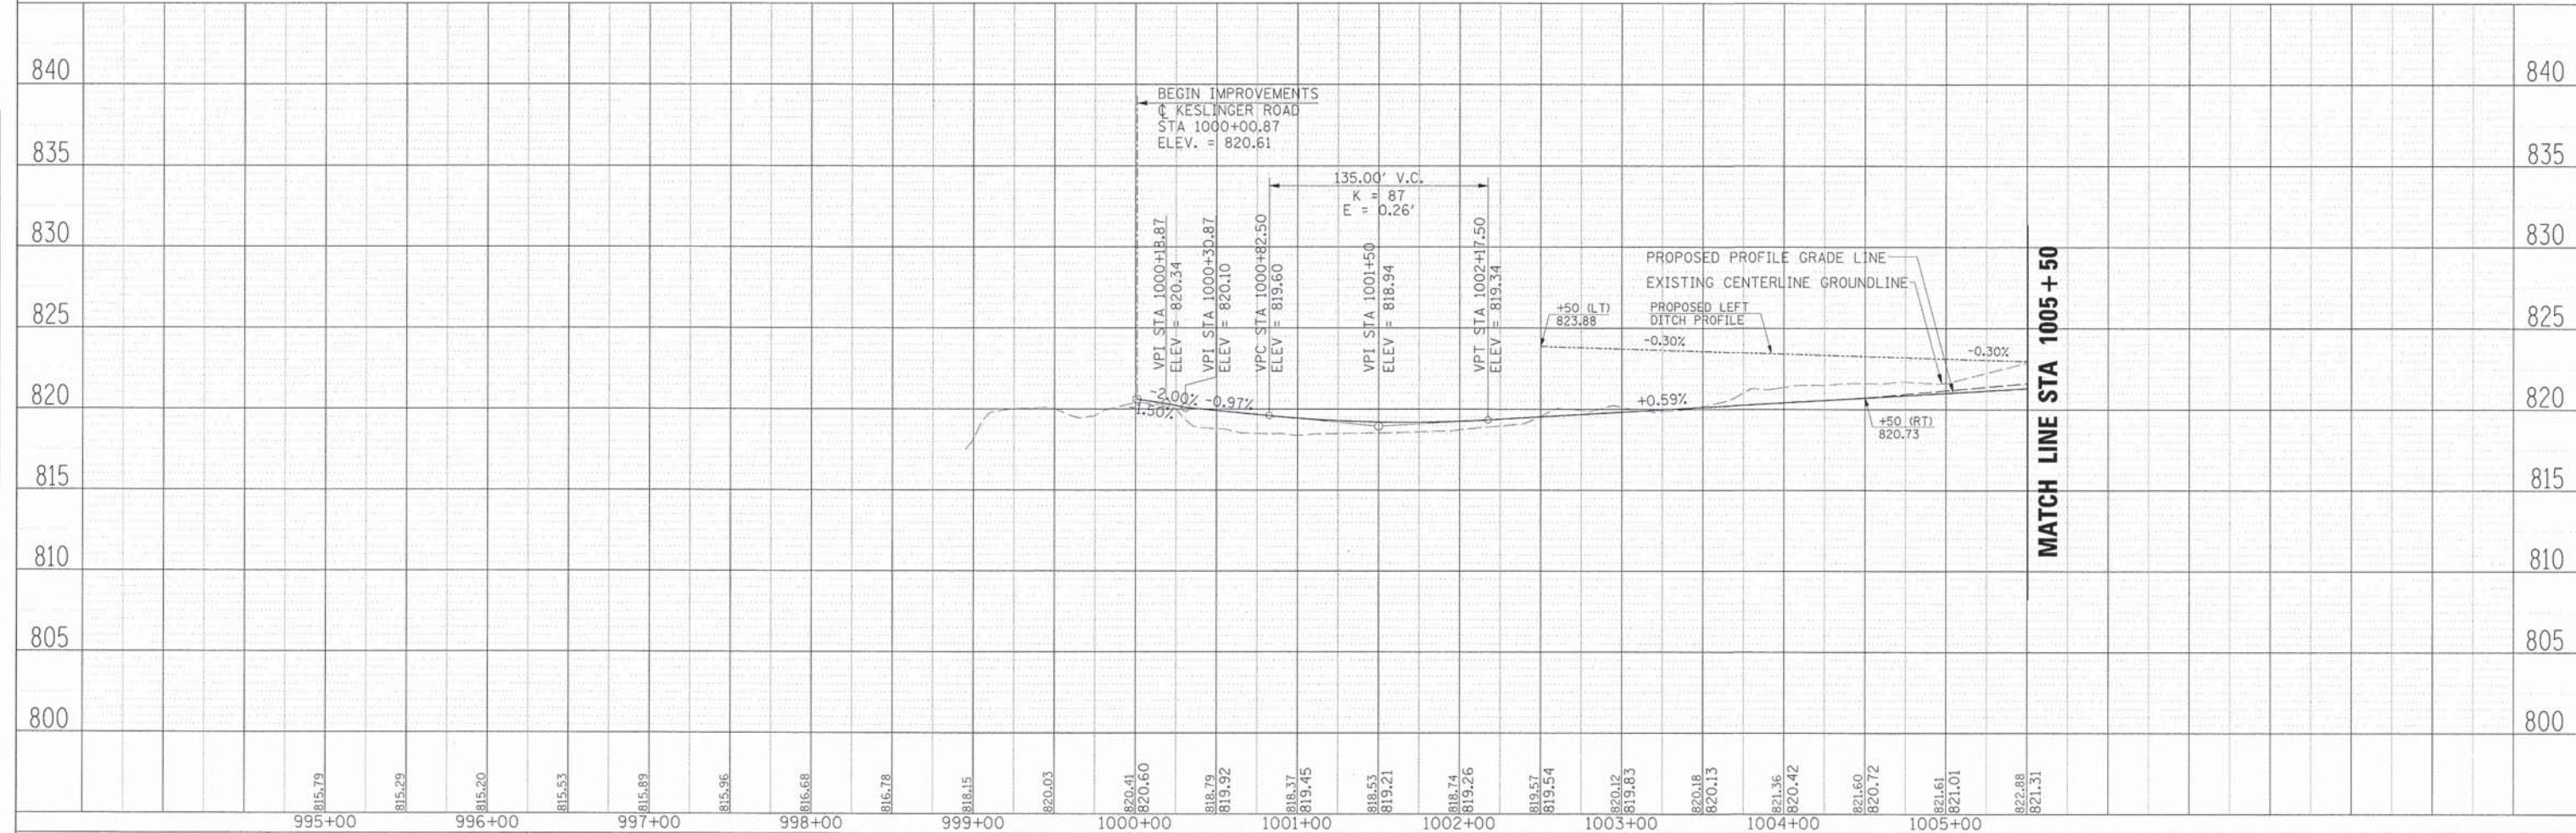 840
835
830
825
820
815
810
805
800
840
835
830
825
820
815
810
805
800
BEGIN IMPROVEMENTS
℄ KESLINGER ROAD
STA 1000+00.87
ELEV. = 820.61
135.00' V.C.
K = 87
E = 0.26'
VPI STA 1000+18.87
ELEV = 820.34
VPI STA 1000+30.87
ELEV = 820.10
VPC STA 1000+82.50
ELEV = 819.60
VPI STA 1001+50
ELEV = 818.94
VPT STA 1002+17.50
ELEV = 819.34
PROPOSED PROFILE GRADE LINE
EXISTING CENTERLINE GROUNDLINE
+50 (LT)
823.88
PROPOSED LEFT
DITCH PROFILE
-0.30%
-0.30%
-2.00%
-0.97%
-1.50%
+0.59%
+50 (RT)
820.73
MATCH LINE STA 1005+50
815.79
815.29
815.20
815.53
815.89
815.96
816.68
816.78
818.15
820.03
820.41
820.60
818.79
819.92
818.37
819.45
818.53
819.21
818.74
819.26
819.57
819.54
820.12
819.83
820.18
820.13
821.36
820.42
821.60
820.72
821.61
821.01
822.88
821.31
995+00
996+00
997+00
998+00
999+00
1000+00
1001+00
1002+00
1003+00
1004+00
1005+00